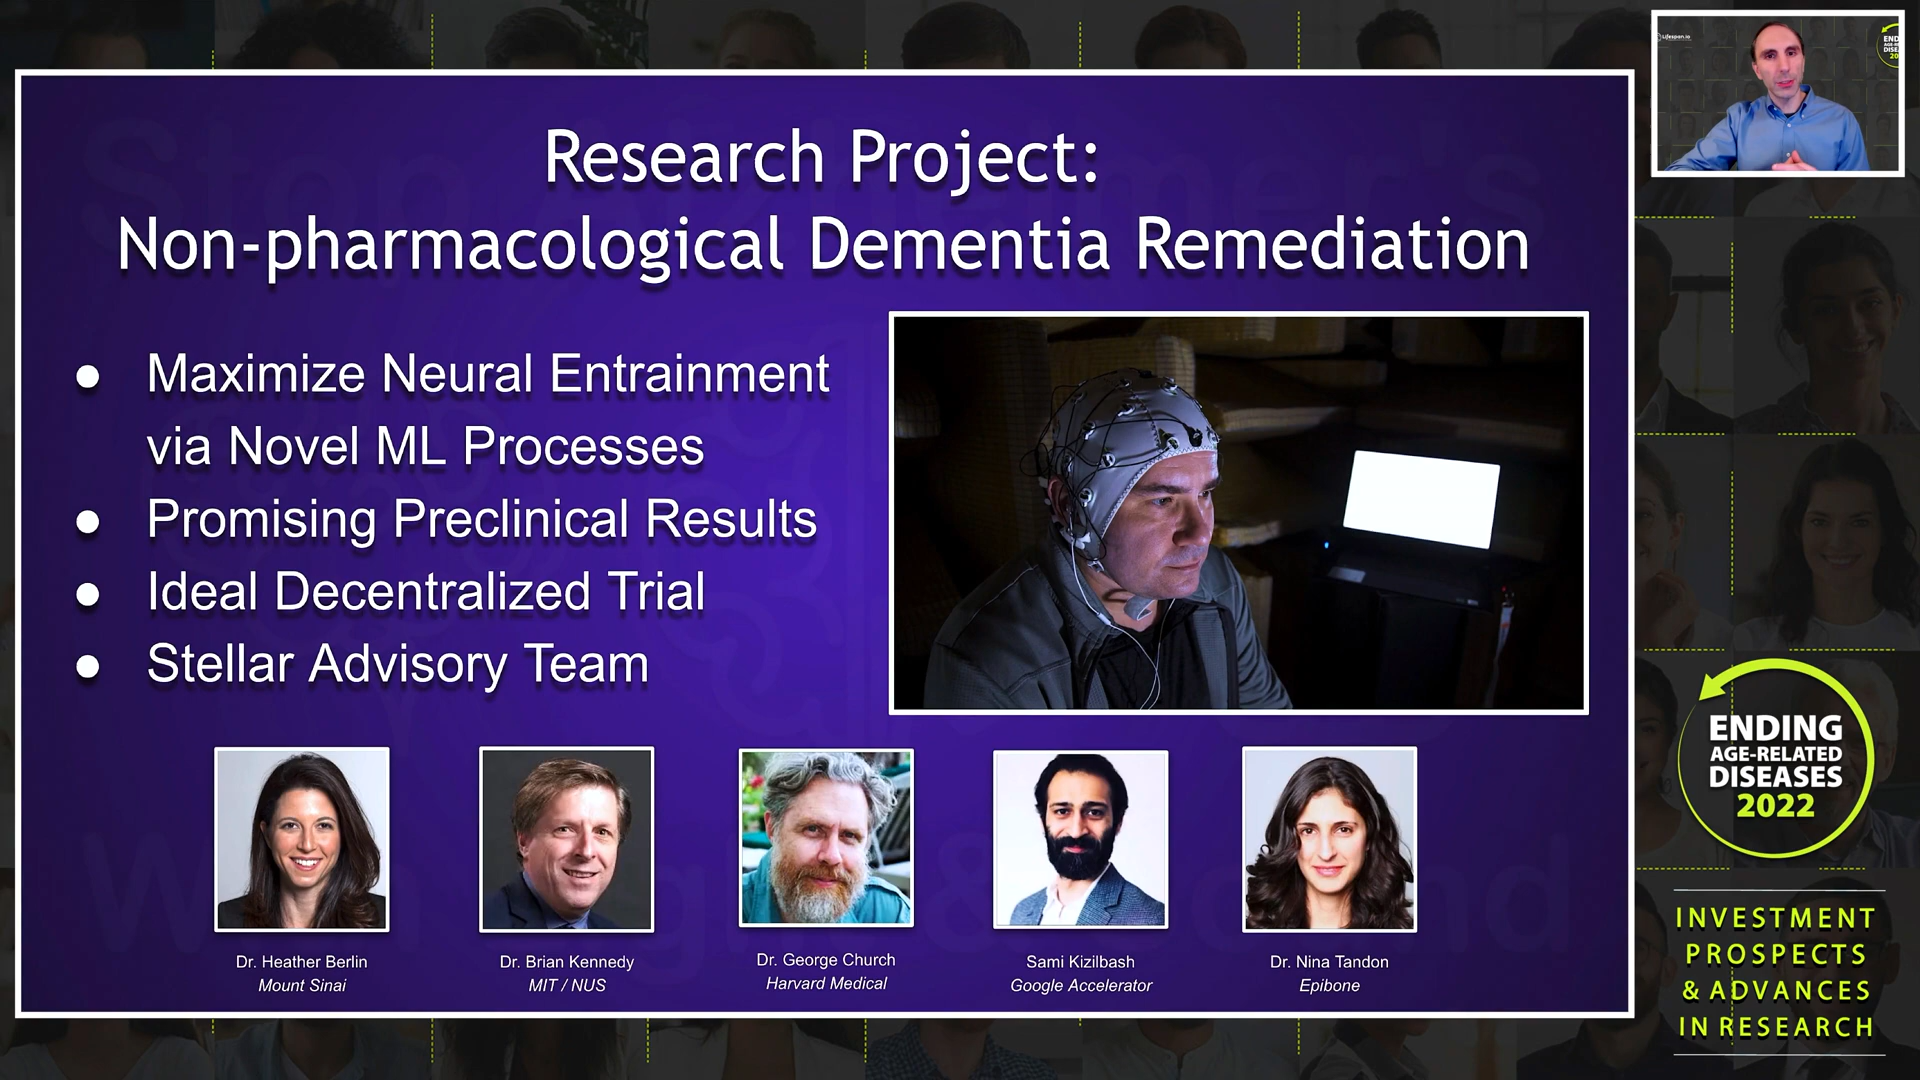 Research Project:
Non-pharmacological Dementia Remediation
● Maximize Neural Entrainment
via Novel ML Processes
● Promising Preclinical Results
● Ideal Decentralized Trial
● Stellar Advisory Team
Dr. Heather Berlin
Mount Sinai
Dr. Brian Kennedy
MIT / NUS
Dr. George Church
Harvard Medical
Sami Kizilbash
Google Accelerator
Dr. Nina Tandon
Epibone
Lifespan.io
ENDING
AGE-RELATED
DISEASES
2022
INVESTMENT
PROSPECTS
& ADVANCES
IN RESEARCH